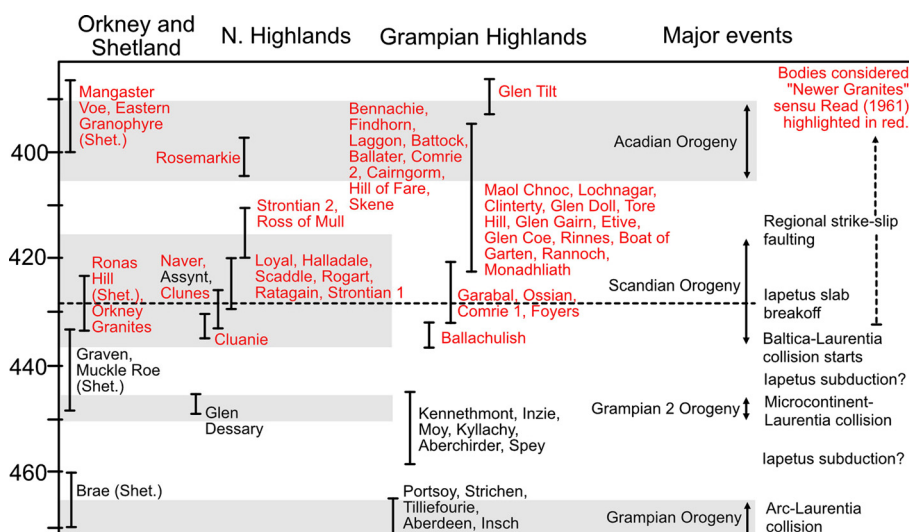 Orkney and
Shetland
N. Highlands
Grampian Highlands
Major events
400
420
440
460
Mangaster
Voe, Eastern
Granophyre
(Shet.)
Ronas
Hill
(Shet.),
Orkney
Granites
Graven,
Muckle Roe
(Shet.)
Brae (Shet.)
Rosemarkie
Strontian 2,
Ross of Mull
Naver,
Assynt,
Clunes
Loyal, Halladale,
Scaddle, Rogart,
Ratagain, Strontian 1
Cluanie
Glen
Dessary
Bennachie,
Findhorn,
Laggon, Battock,
Ballater, Comrie
2, Cairngorm,
Hill of Fare,
Skene
Glen Tilt
Maol Chnoc, Lochnagar,
Clinterty, Glen Doll, Tore
Hill, Glen Gairn, Etive,
Glen Coe, Rinnes, Boat of
Garten, Rannoch,
Monadhliath
Garabal, Ossian,
Comrie 1, Foyers
Ballachulish
Kennethmont, Inzie,
Moy, Kyllachy,
Aberchirder, Spey
Portsoy, Strichen,
Tilliefourie,
Aberdeen, Insch
Acadian Orogeny
Scandian Orogeny
Grampian 2 Orogeny
Grampian Orogeny
Bodies considered
"Newer Granites"
sensu Read (1961)
highlighted in red.
Regional strike-slip
faulting
Iapetus slab
breakoff
Baltica-Laurentia
collision starts
Iapetus subduction?
Microcontinent-
Laurentia collision
Iapetus subduction?
Arc-Laurentia
collision